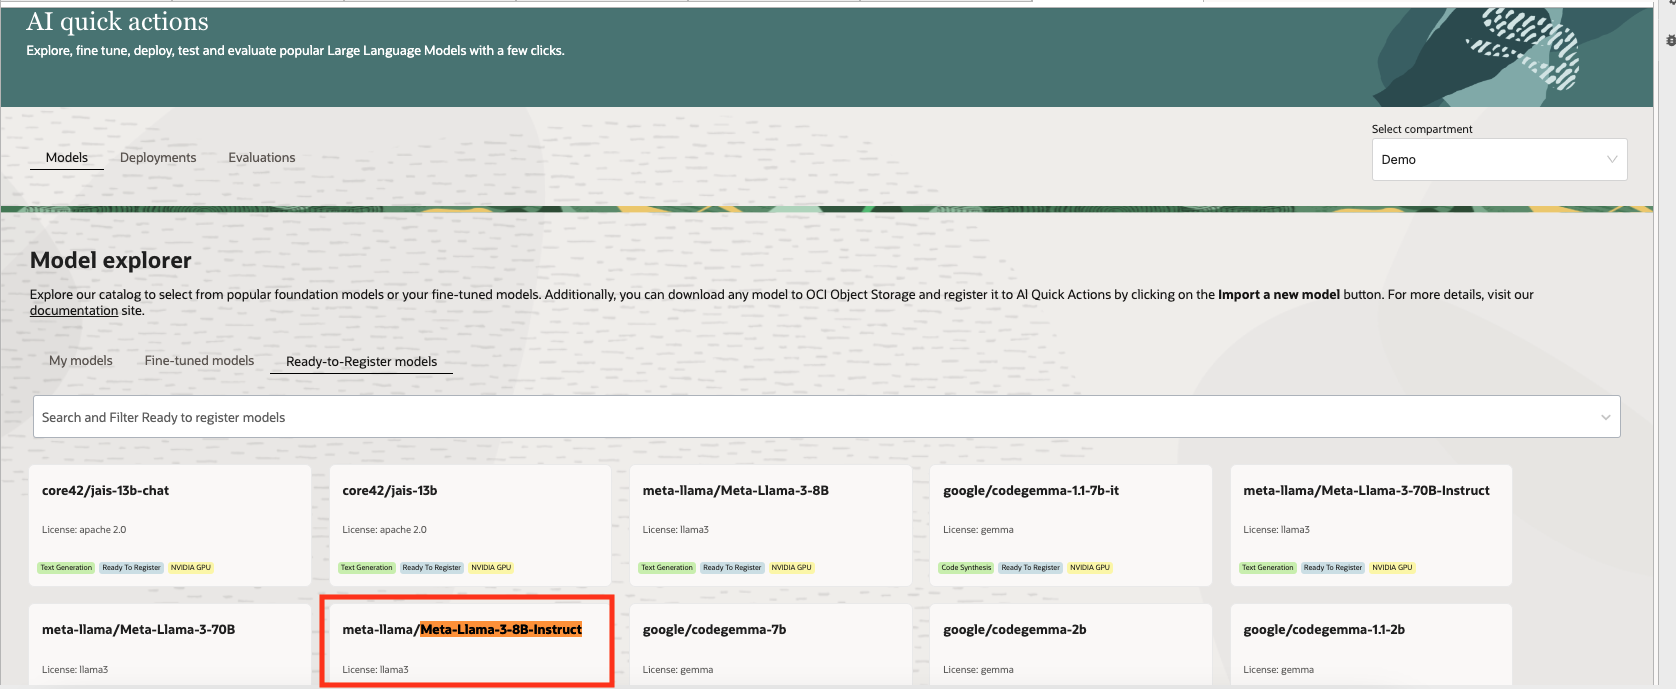 AI quick actions
Explore, fine tune, deploy, test and evaluate popular Large Language Models with a few clicks.
Select compartment
Models Deployments Evaluations
Demo
Model explorer
Explore our catalog to select from popular foundation models or your fine-tuned models. Additionally, you can download any model to OCI Object Storage and register it to AI Quick Actions by clicking on the Import a new model button. For more details, visit our
documentation site.
My models Fine-tuned models Ready-to-Register models
Search and Filter Ready to register models
core42/jais-13b-chat
License: apache 2.0
Text Generation Ready To Register NVIDIA GPU
core42/jais-13b
License: apache 2.0
Text Generation Ready To Register NVIDIA GPU
meta-llama/Meta-Llama-3-8B
License: llama3
Text Generation Ready To Register NVIDIA GPU
google/codegemma-1.1-7b-it
License: gemma
Code Synthesis Ready To Register NVIDIA GPU
meta-llama/Meta-Llama-3-70B-Instruct
License: llama3
Text Generation Ready To Register NVIDIA GPU
meta-llama/Meta-Llama-3-70B
License: llama3
meta-llama/Meta-Llama-3-8B-Instruct
License: llama3
google/codegemma-7b
License: gemma
google/codegemma-2b
License: gemma
google/codegemma-1.1-2b
License: gemma